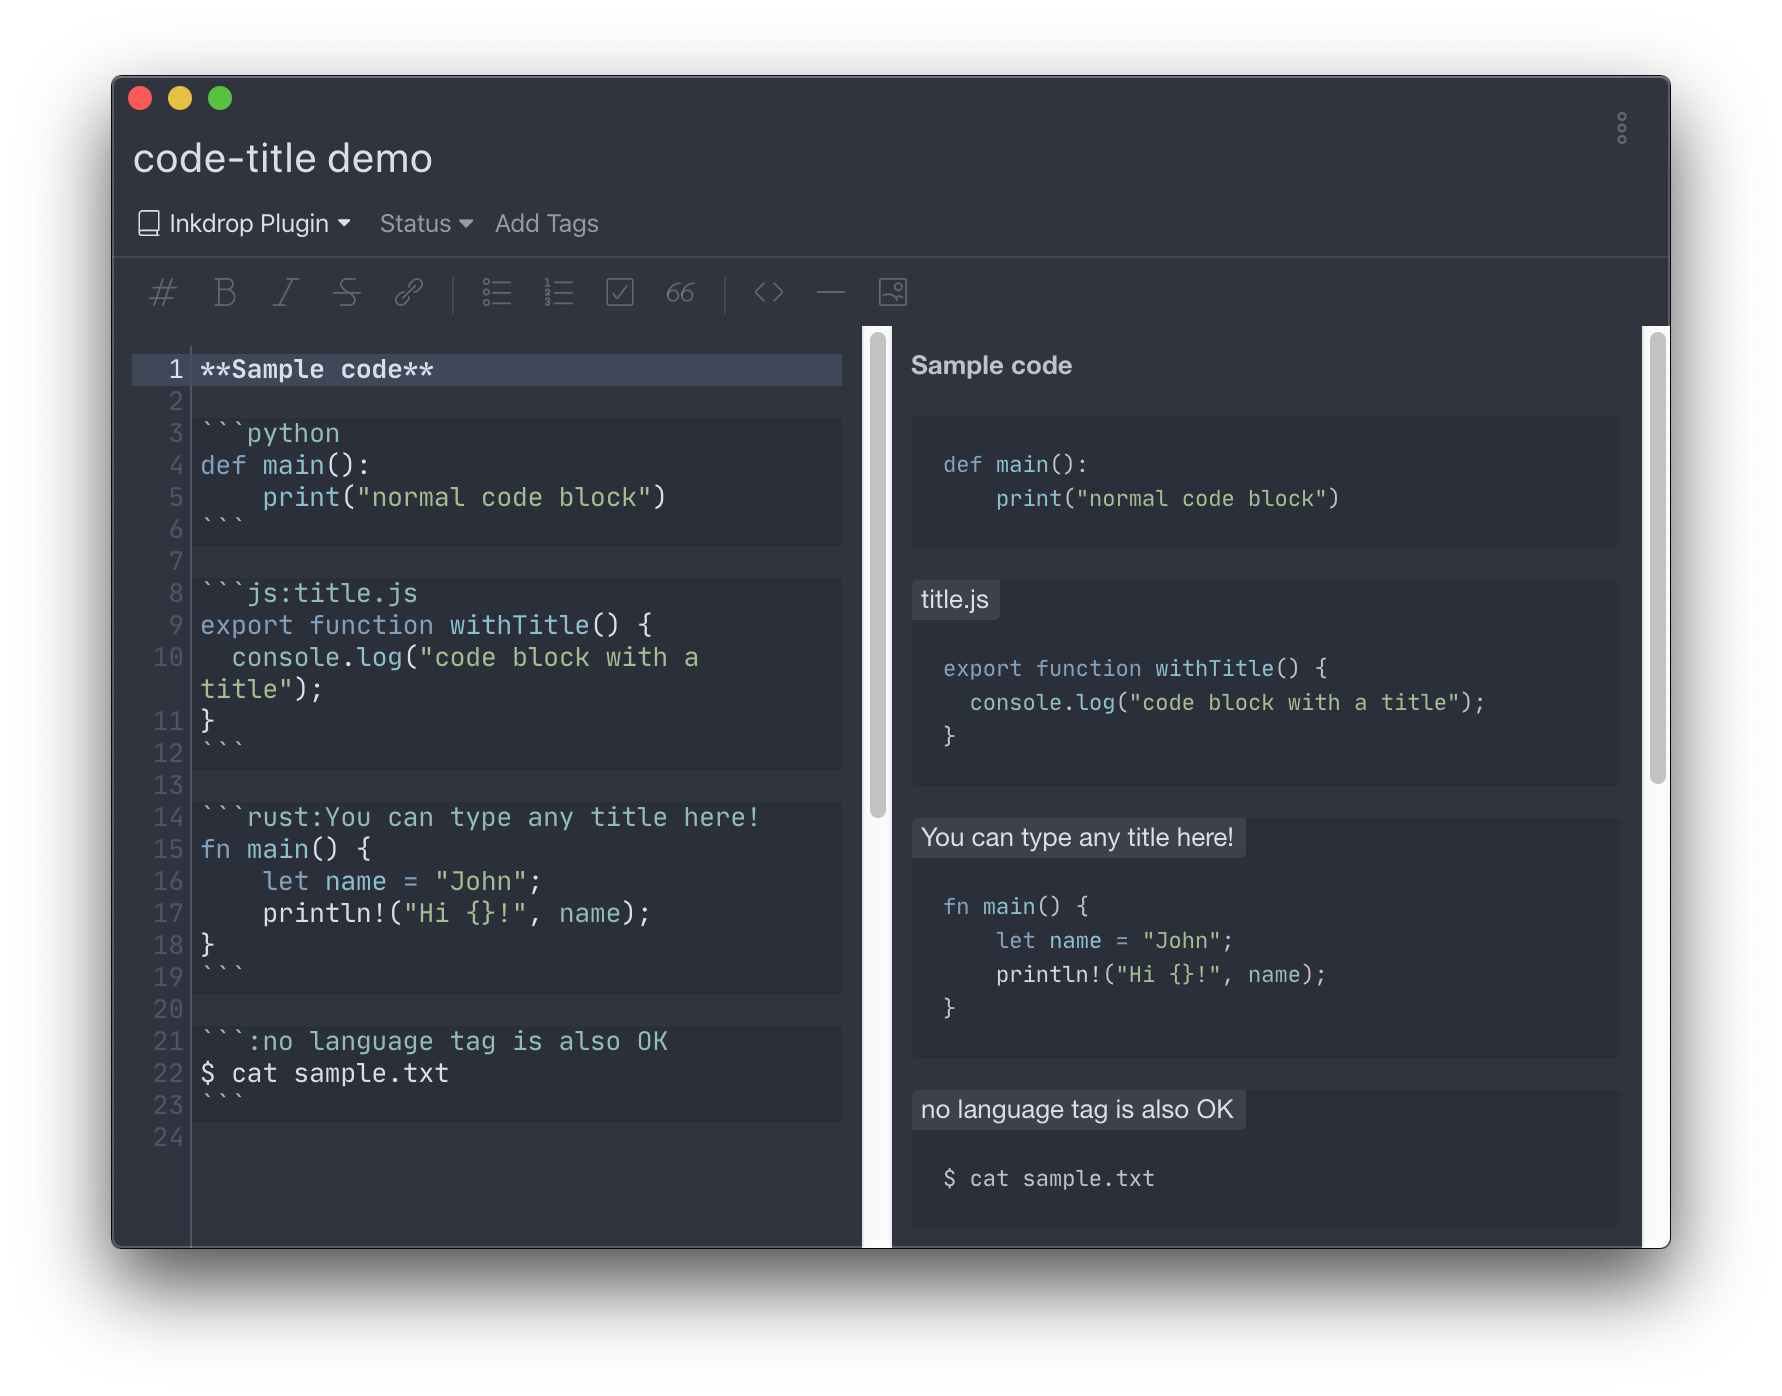 code-title demo
Inkdrop Plugin Status Add Tags
1 **Sample code**
2
3 ```python
4 def main():
5     print("normal code block")
6 ```
7
8 ```js:title.js
9 export function withTitle() {
10   console.log("code block with a
title");
11 }
12 ```
13
14 ```rust:You can type any title here!
15 fn main() {
16     let name = "John";
17     println!("Hi {}!", name);
18 }
19 ```
20
21 ```:no language tag is also OK
22 $ cat sample.txt
23 ```
24
Sample code
def main():
    print("normal code block")
title.js
export function withTitle() {
  console.log("code block with a title");
}
You can type any title here!
fn main() {
    let name = "John";
    println!("Hi {}!", name);
}
no language tag is also OK
$ cat sample.txt